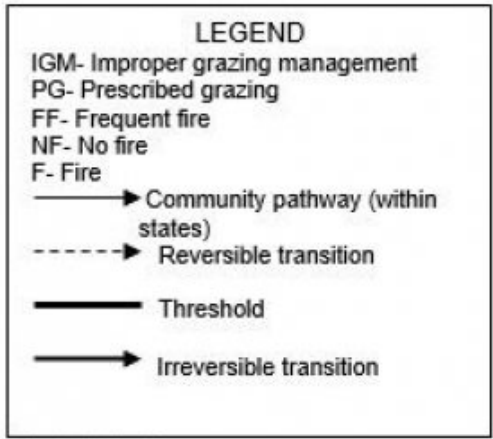 LEGEND
IGM- Improper grazing management
PG- Prescribed grazing
FF- Frequent fire
NF- No fire
F- Fire
Community pathway (within
states)
Reversible transition
Threshold
Irreversible transition